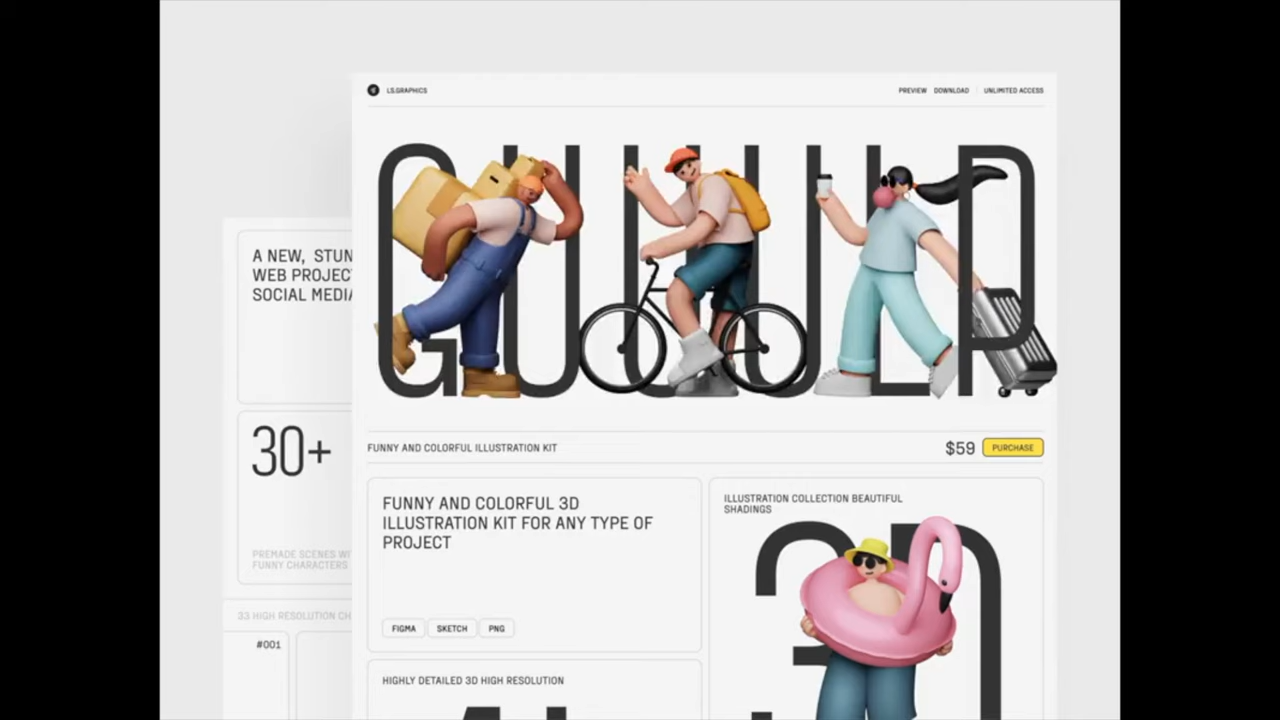 LS.GRAPHICS
PREVIEW DOWNLOAD UNLIMITED ACCESS
GUUULP
A NEW, STUN
WEB PROJEC
SOCIAL MEDIA
30+
PREMADE SCENES WI
FUNNY CHARACTERS
33 HIGH RESOLUTION CH
#001
FUNNY AND COLORFUL ILLUSTRATION KIT
$59 PURCHASE
FUNNY AND COLORFUL 3D
ILLUSTRATION KIT FOR ANY TYPE OF
PROJECT
FIGMA SKETCH PNG
HIGHLY DETAILED 3D HIGH RESOLUTION
ILLUSTRATION COLLECTION BEAUTIFUL
SHADINGS
3D